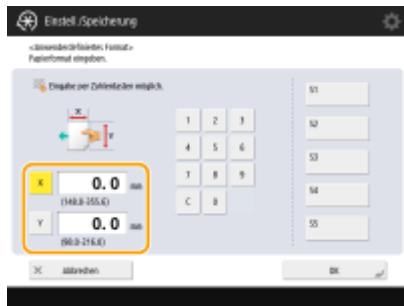 Einstell./Speicherung
<Anwenderdefiniertes Format>
Papierformat eingeben.
Eingabe per Zahlentasten möglich.
X
Y
1 2 3
4 5 6
7 8 9
C 0
X 0.0 mm
(148.0-355.6)
Y 0.0 mm
(98.0-216.0)
S1
S2
S3
S4
S5
Abbrechen
OK